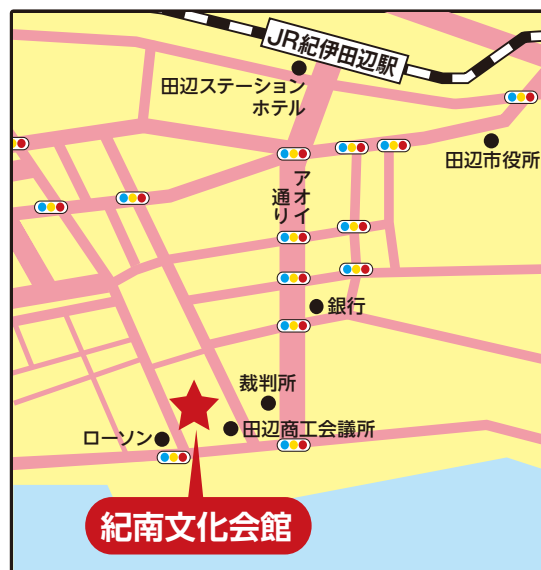 JR紀伊田辺駅
田辺ステーション
ホテル
田辺市役所
アオイ
通り
銀行
裁判所
田辺商工会議所
ローソン
紀南文化会館